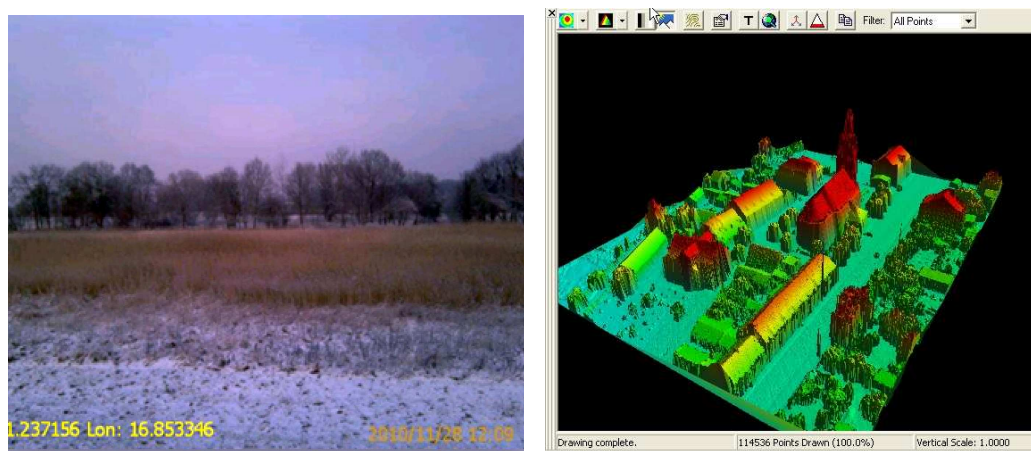 1.237156 Lon: 16.853346
2010/11/28 12:09
Filter: All Points
T
Drawing complete.
114536 Points Drawn (100.0%)
Vertical Scale: 1.0000